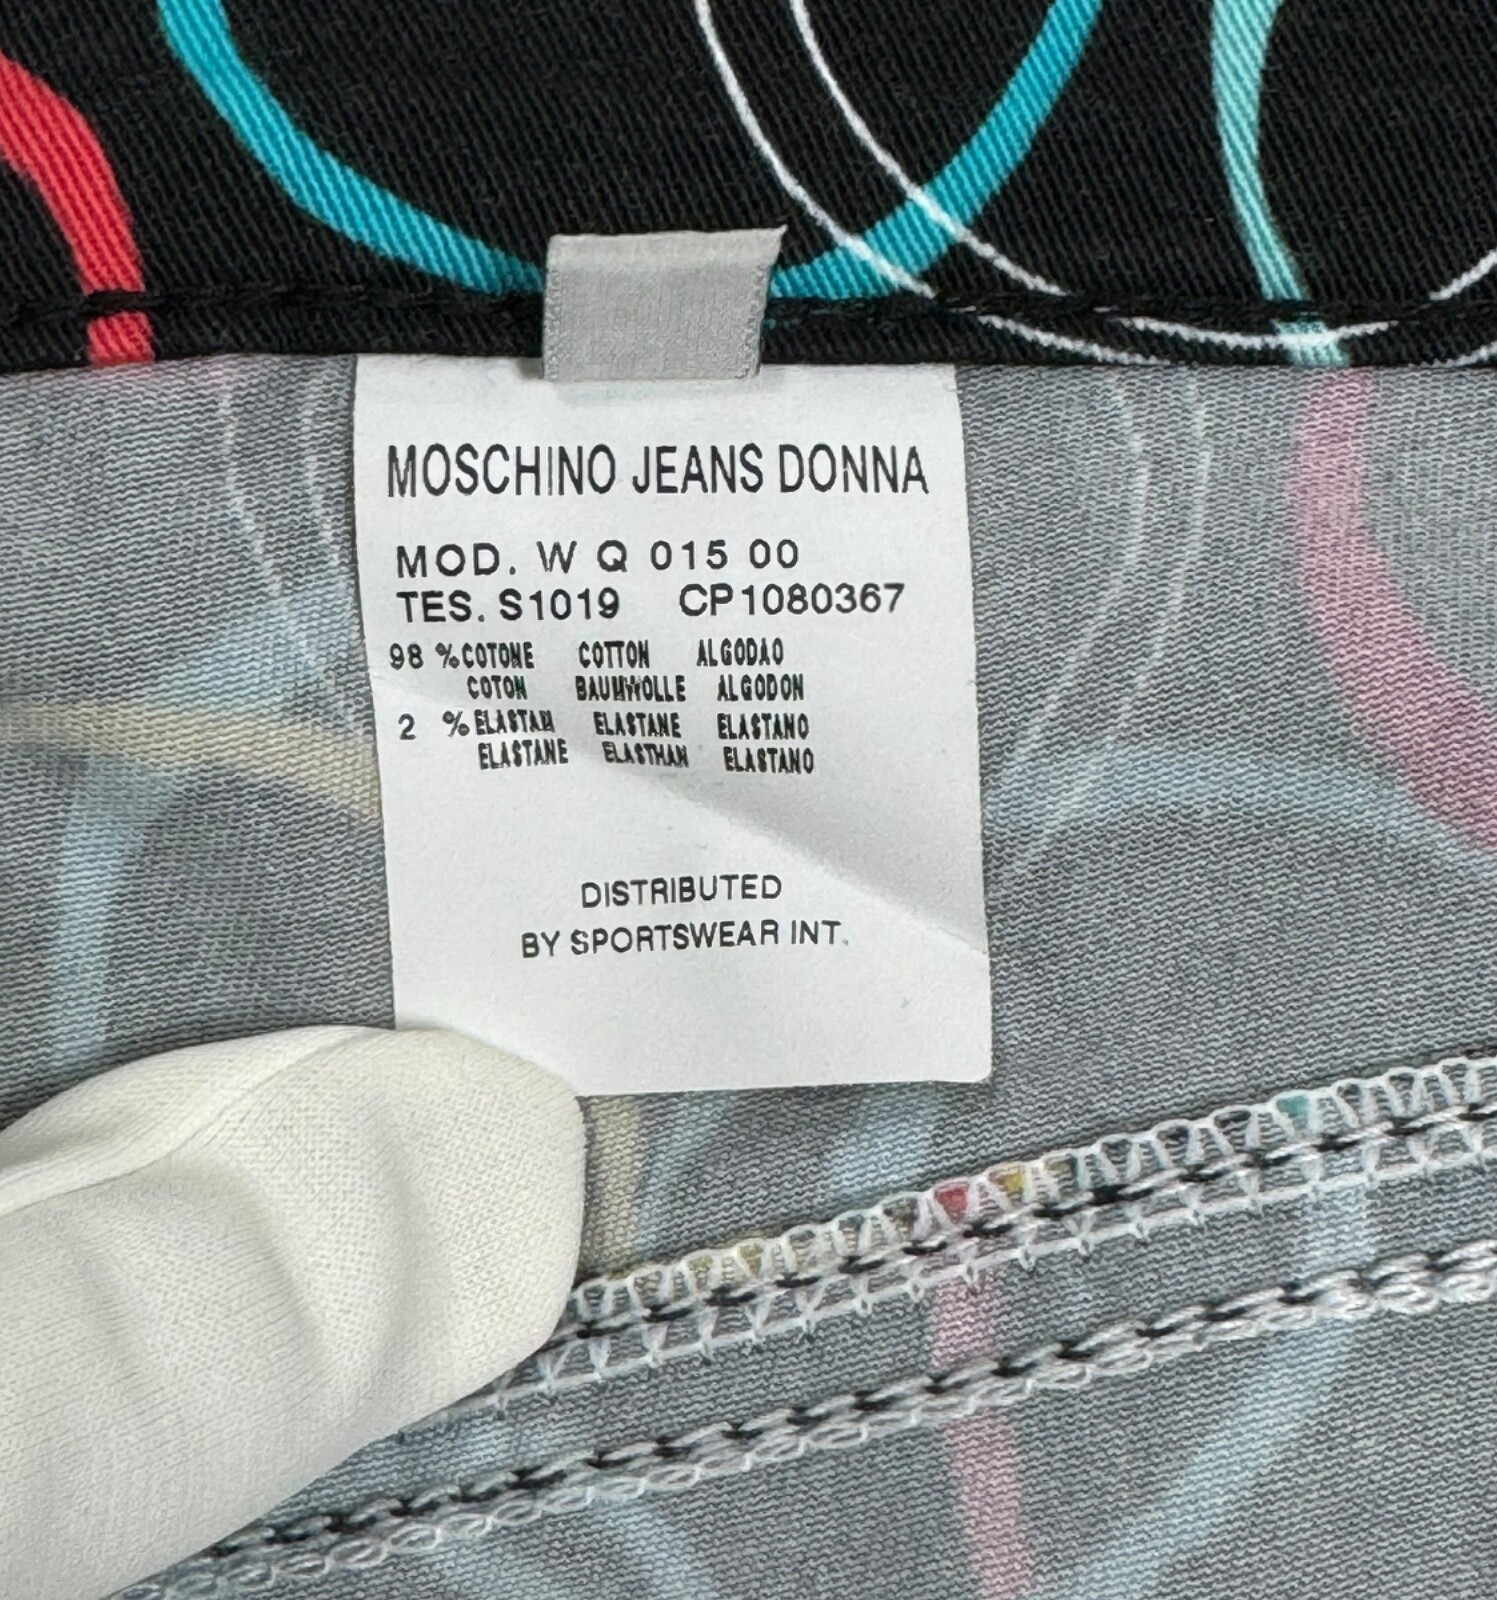 MOSCHINO JEANS DONNA
MOD. W Q 015 00
TES. S1019 CP1080367
98 % COTONE COTTON ALGODAO
COTON BAUMWOLLE ALGODON
2 % ELASTAN ELASTANE ELASTANO
ELASTANE ELASTHAN ELASTANO
DISTRIBUTED
BY SPORTSWEAR INT.